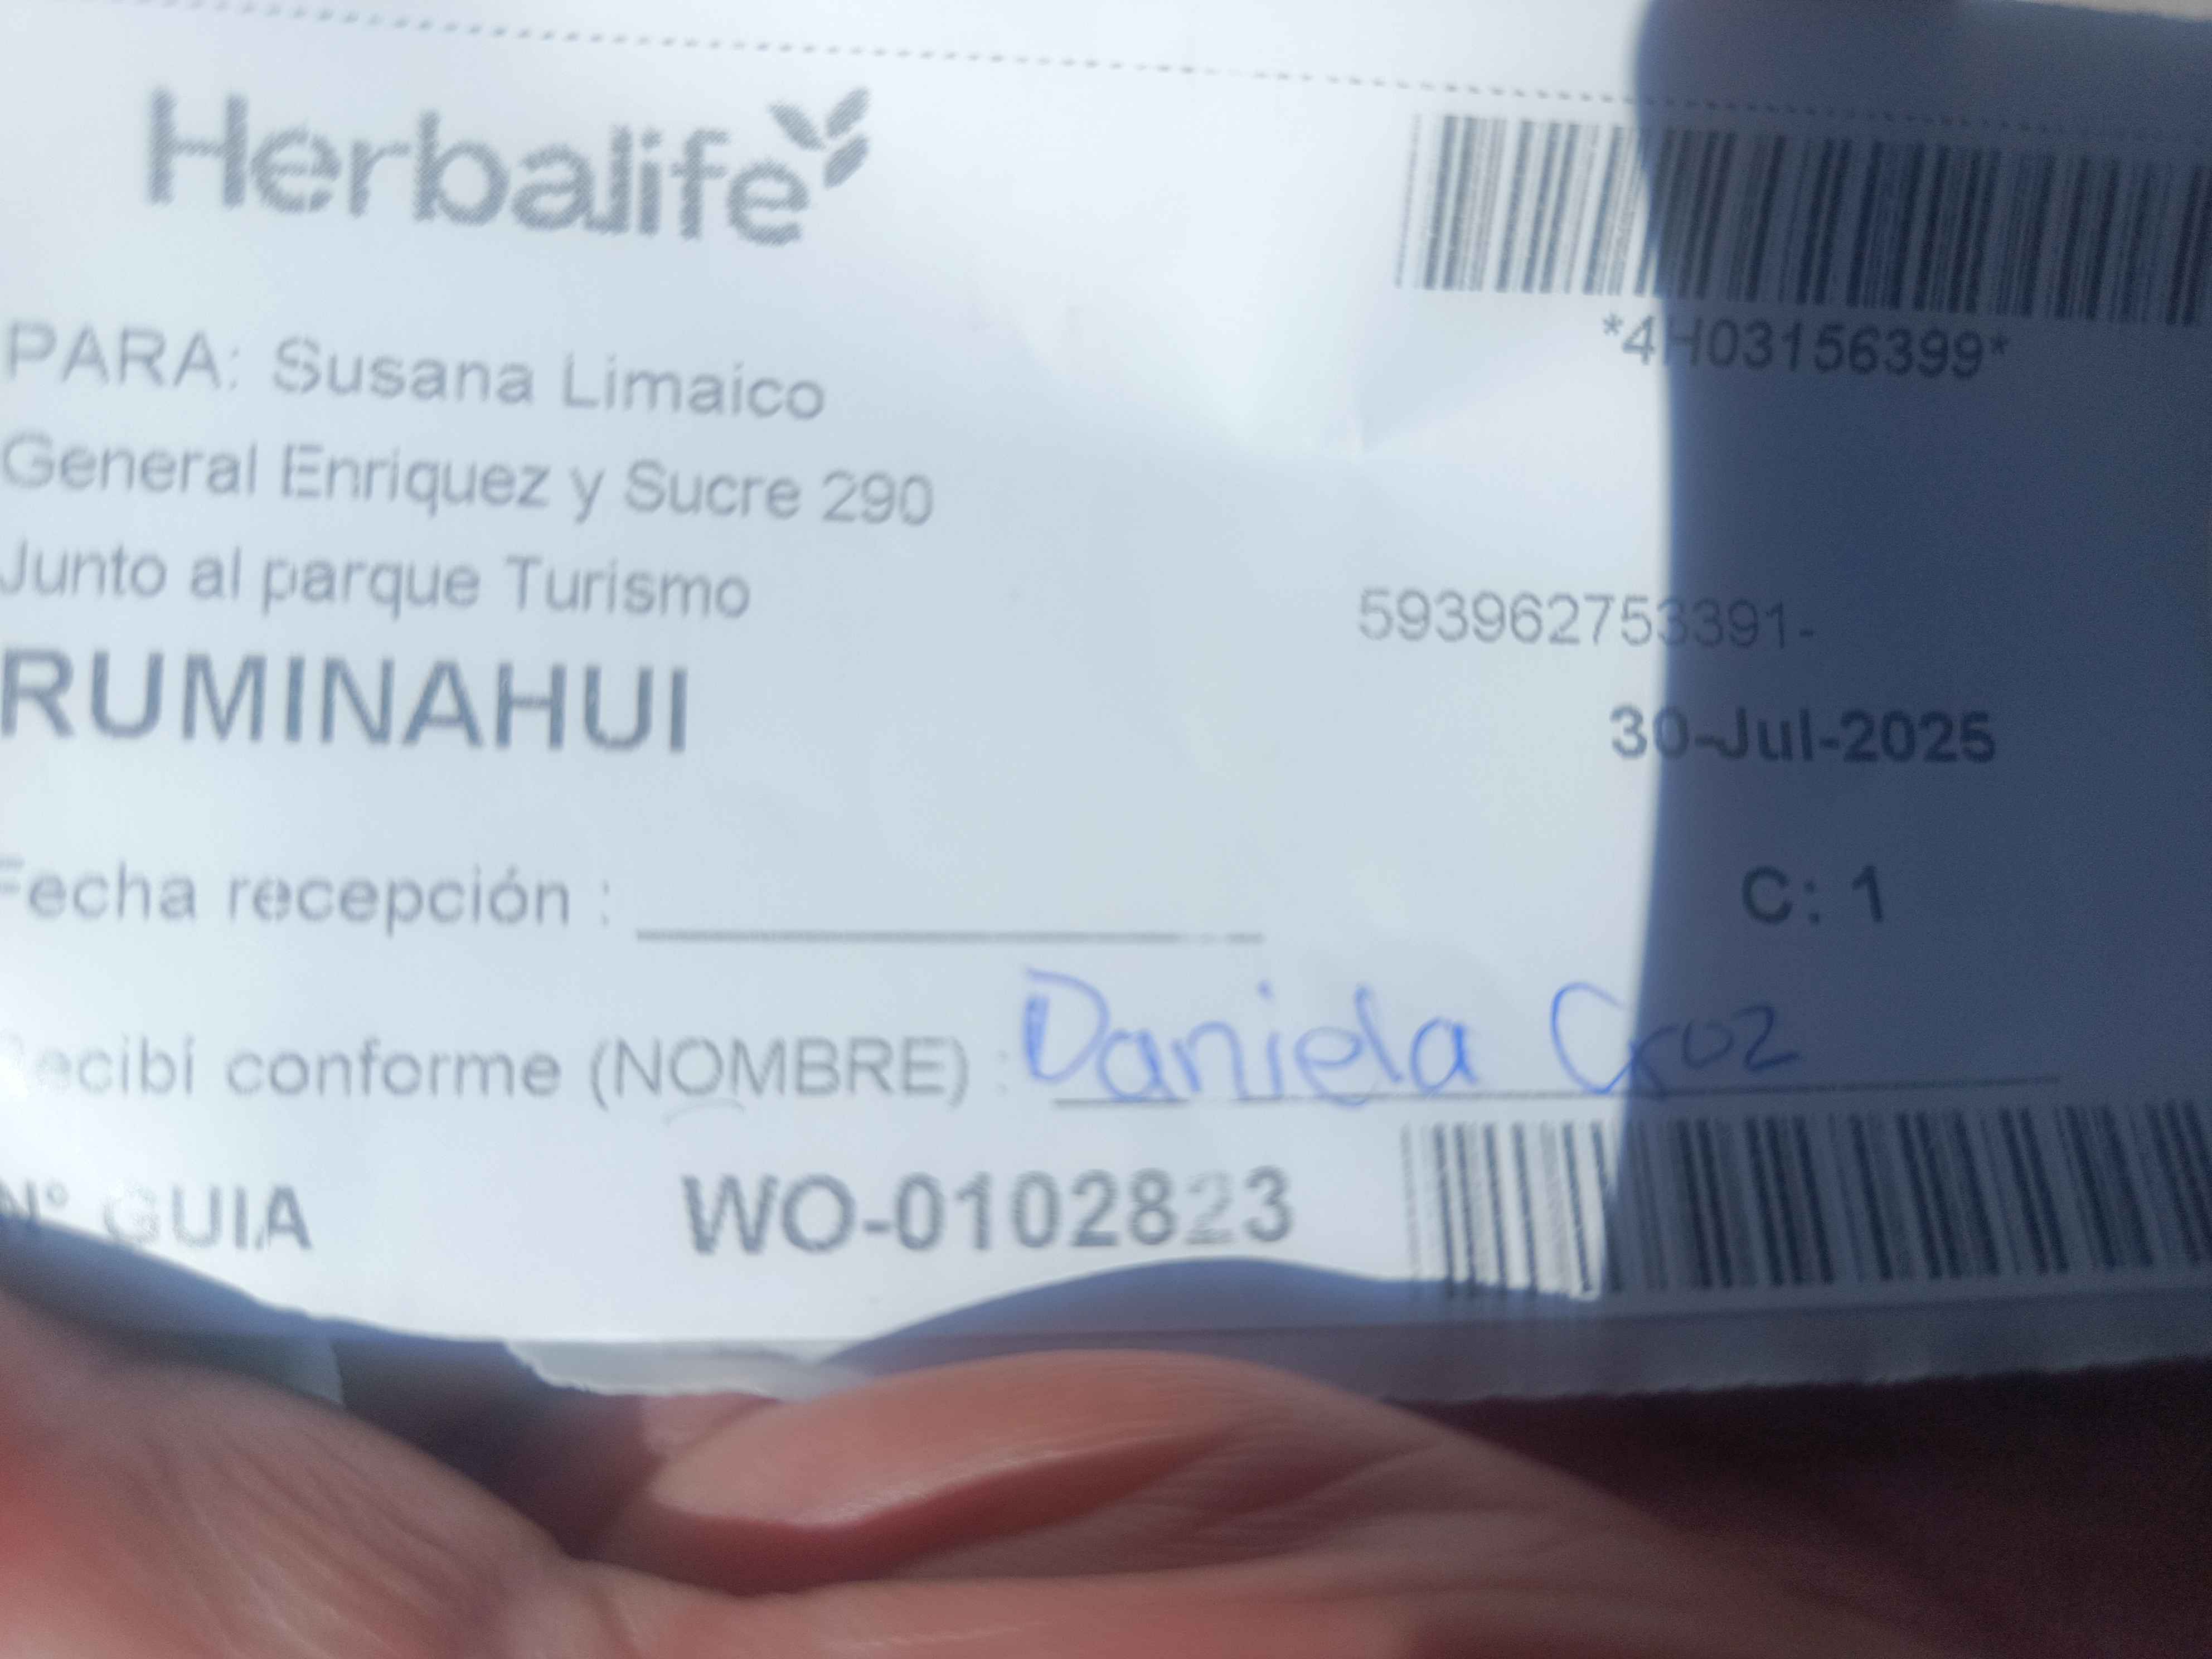 Herbalife
*4H03156399*
PARA: Susana Limaico
General Enriquez y Sucre 290
Junto al parque Turismo
593962753391-
RUMINAHUI
30-Jul-2025
Fecha recepción :
C: 1
Recibí conforme (NOMBRE) : Daniela Cruz
N° GUIA WO-0102823